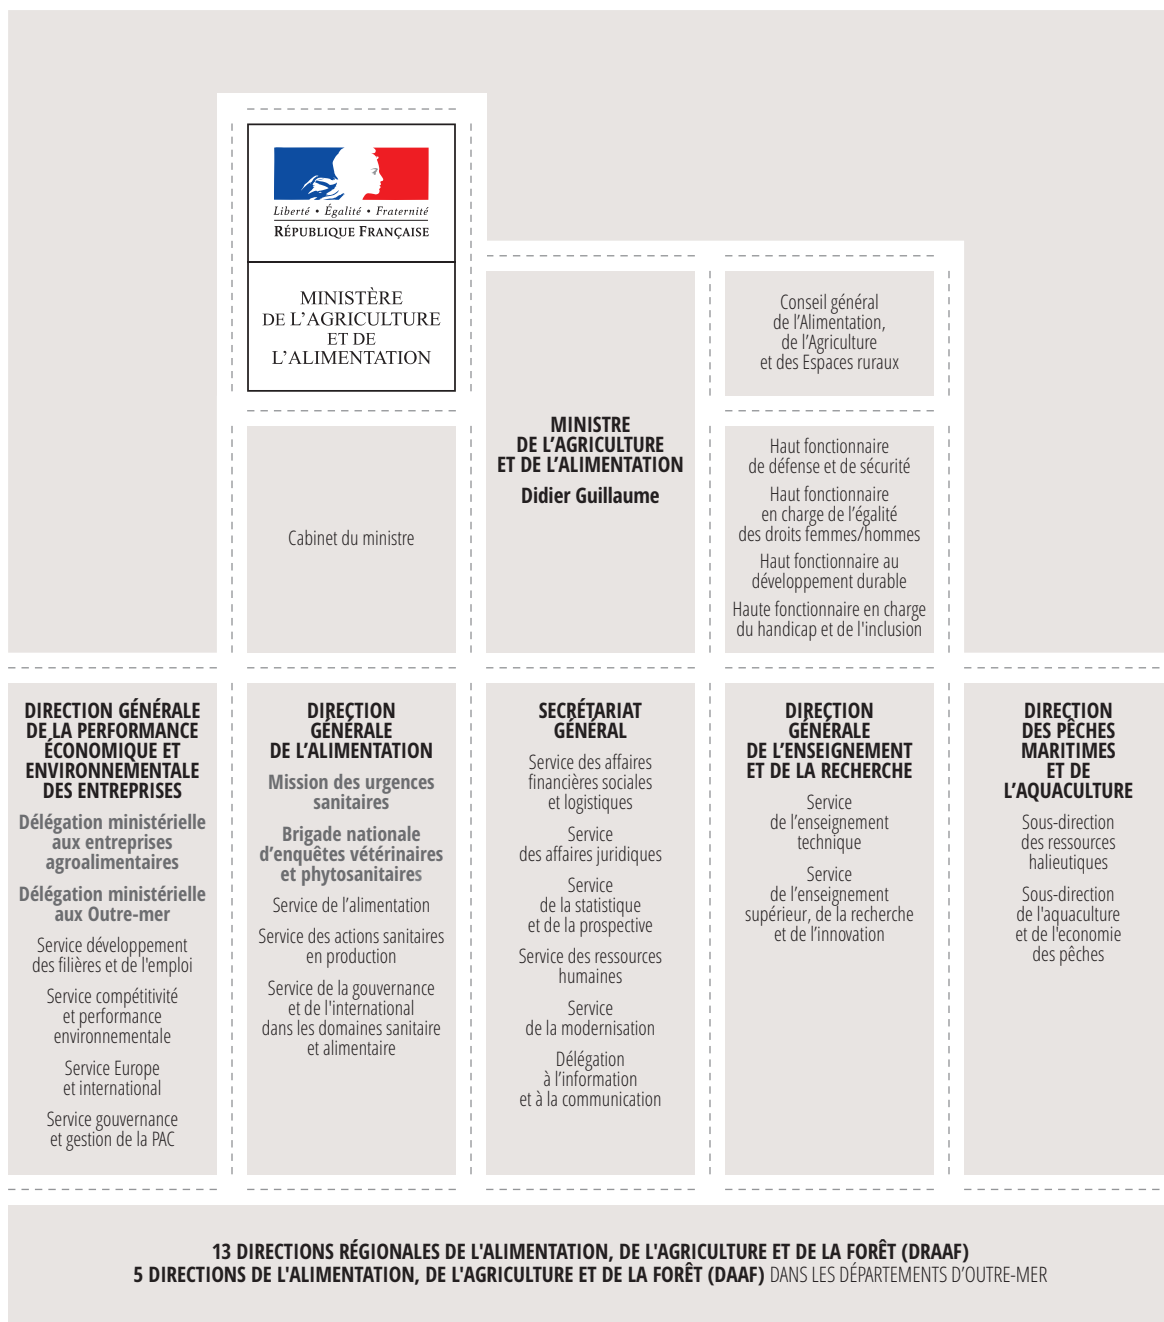 Liberté • Égalité • Fraternité
RÉPUBLIQUE FRANÇAISE
MINISTÈRE
DE L'AGRICULTURE
ET DE
L'ALIMENTATION
Cabinet du ministre
MINISTRE
DE L’AGRICULTURE
ET DE L’ALIMENTATION
Didier Guillaume
Conseil général
de l’Alimentation,
de l’Agriculture
et des Espaces ruraux
Haut fonctionnaire
de défense et de sécurité
Haut fonctionnaire
en charge de l’égalité
des droits femmes/hommes
Haut fonctionnaire au
développement durable
Haute fonctionnaire en charge
du handicap et de l'inclusion
DIRECTION GÉNÉRALE
DE LA PERFORMANCE
ÉCONOMIQUE ET
ENVIRONNEMENTALE
DES ENTREPRISES
Délégation ministérielle
aux entreprises
agroalimentaires
Délégation ministérielle
aux Outre-mer
Service développement
des filières et de l'emploi
Service compétitivité
et performance
environnementale
Service Europe
et international
Service gouvernance
et gestion de la PAC
DIRECTION
GÉNÉRALE
DE L’ALIMENTATION
Mission des urgences
sanitaires
Brigade nationale
d’enquêtes vétérinaires
et phytosanitaires
Service de l’alimentation
Service des actions sanitaires
en production
Service de la gouvernance
et de l'international
dans les domaines sanitaire
et alimentaire
SECRÉTARIAT
GÉNÉRAL
Service des affaires
financières sociales
et logistiques
Service
des affaires juridiques
Service
de la statistique
et de la prospective
Service des ressources
humaines
Service
de la modernisation
Délégation
à l’information
et à la communication
DIRECTION
GÉNÉRALE
DE L’ENSEIGNEMENT
ET DE LA RECHERCHE
Service
de l’enseignement
technique
Service
de l’enseignement
supérieur, de la recherche
et de l’innovation
DIRECTION
DES PÊCHES
MARITIMES
ET DE
L’AQUACULTURE
Sous-direction
des ressources
halieutiques
Sous-direction
de l'aquaculture
et de l'economie
des pêches
13 DIRECTIONS RÉGIONALES DE L'ALIMENTATION, DE L'AGRICULTURE ET DE LA FORÊT (DRAAF)
5 DIRECTIONS DE L'ALIMENTATION, DE L'AGRICULTURE ET DE LA FORÊT (DAAF) DANS LES DÉPARTEMENTS D’OUTRE-MER